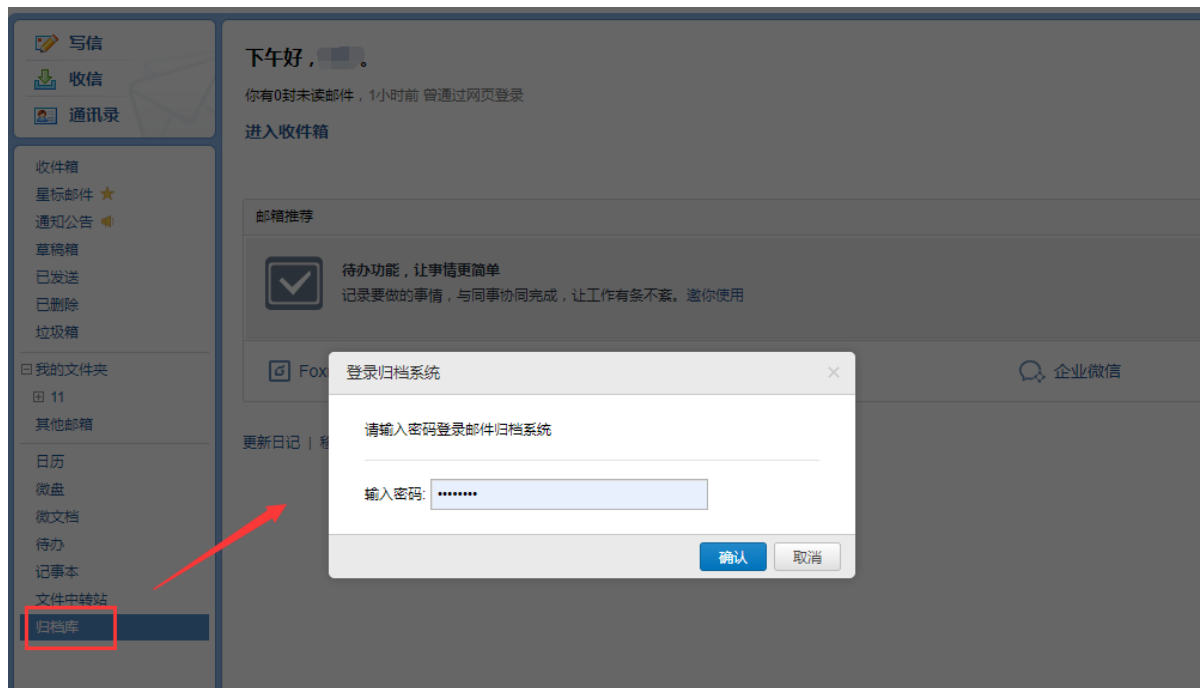 写信
收信
通讯录
收件箱
星标邮件
通知公告
草稿箱
已发送
已删除
垃圾箱
我的文件夹
11
其他邮箱
日历
微盘
微文档
待办
记事本
文件中转站
归档库
下午好， 。
你有0封未读邮件，1小时前 曾通过网页登录
进入收件箱
邮箱推荐
待办功能，让事情更简单
记录要做的事情，与同事协同完成，让工作有条不紊。邀你使用
Fox
企业微信
更新日记 |
登录归档系统
请输入密码登录邮件归档系统
输入密码: ••••••••
确认
取消